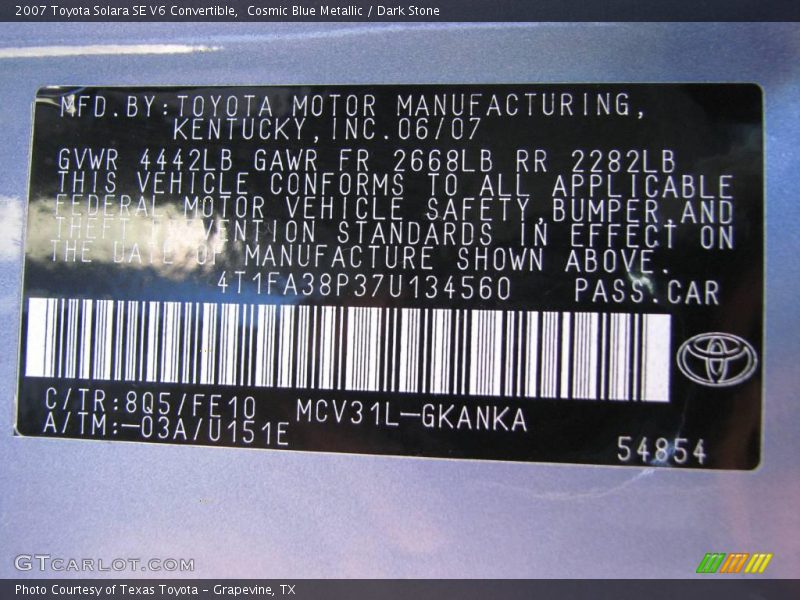 2007 Toyota Solara SE V6 Convertible,  Cosmic Blue Metallic / Dark Stone
MFD.BY:TOYOTA MOTOR MANUFACTURING,
KENTUCKY,INC.06/07
GVWR 4442LB GAWR FR 2668LB RR 2282LB
THIS VEHICLE CONFORMS TO ALL APPLICABLE
FEDERAL MOTOR VEHICLE SAFETY,BUMPER,AND
THEFT PREVENTION STANDARDS IN EFFECT ON
THE DATE OF MANUFACTURE SHOWN ABOVE.
4T1FA38P37U134560 PASS.CAR
C/TR:8Q5/FE10 MCV31L-GKANKA
A/TM:-03A/U151E
54854
GTCARLOT.COM
Photo Courtesy of Texas Toyota - Grapevine, TX